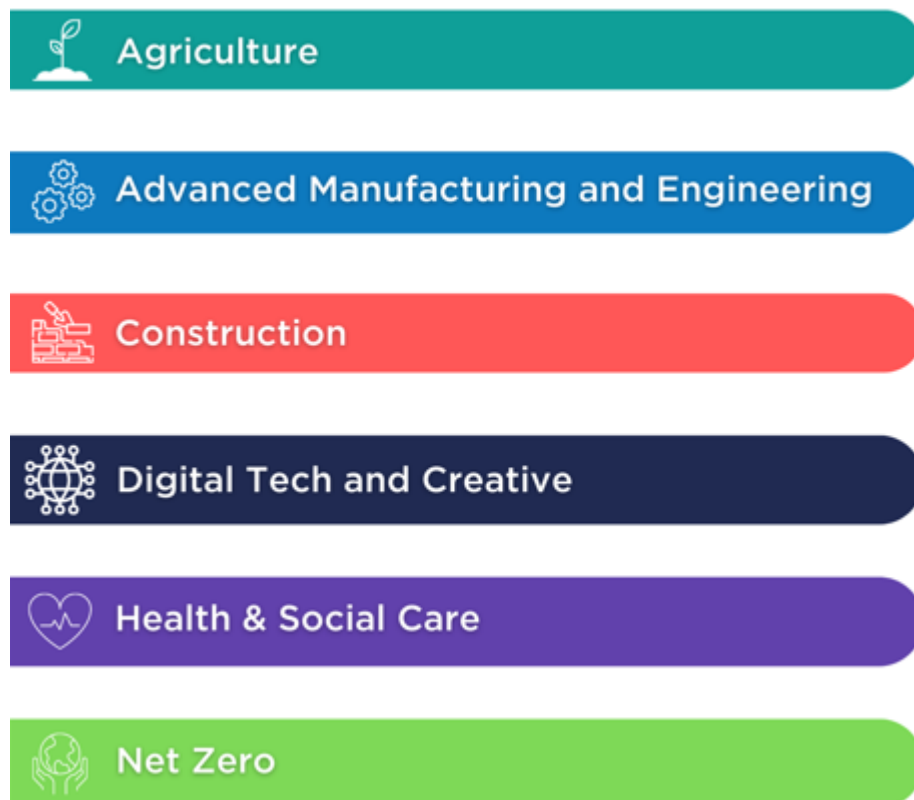 Agriculture
Advanced Manufacturing and Engineering
Construction
Digital Tech and Creative
Health & Social Care
Net Zero